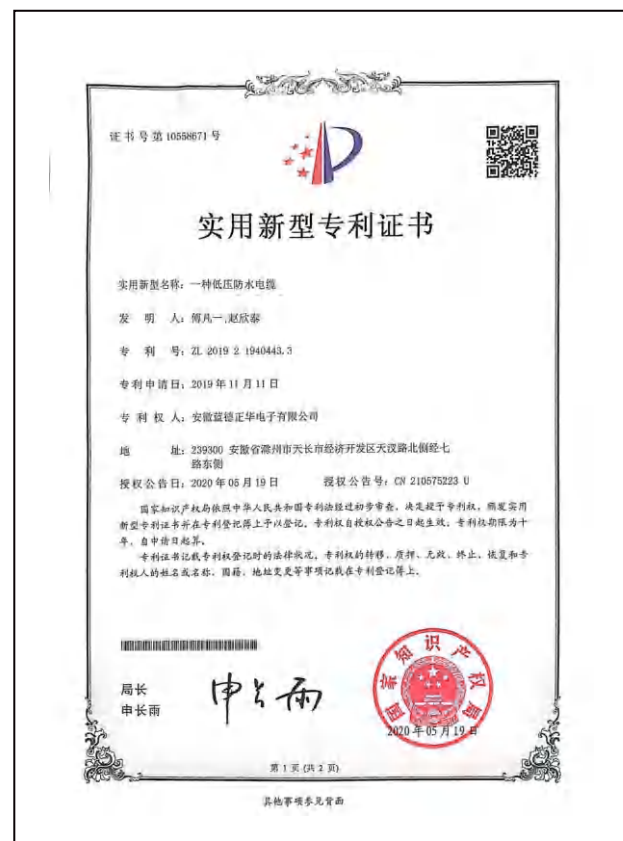 证书号第10558671号
实用新型专利证书
实用新型名称：一种低压防水电缆
发明人：傅凡一;赵欣泰
专利号：ZL 2019 2 1940443.3
专利申请日：2019年11月11日
专利权人：安徽蓝德正华电子有限公司
地址：239300 安徽省滁州市天长市经济开发区天汉路北侧经七
路东侧
授权公告日：2020年05月19日 授权公告号：CN 210575223 U
国家知识产权局依照中华人民共和国专利法经过初步审查，决定授予专利权，颁发实用
新型专利证书并在专利登记簿上予以登记。专利权自授权公告之日起生效。专利权期限为十
年，自申请日起算。
专利证书记载专利权登记时的法律状况。专利权的转移、质押、无效、终止、恢复和专
利权人的姓名或名称、国籍、地址变更等事项记载在专利登记簿上。
局长
申长雨
申长雨
国家知识产权局
2020年05月19日
第1页(共2页)
其他事项参见背面